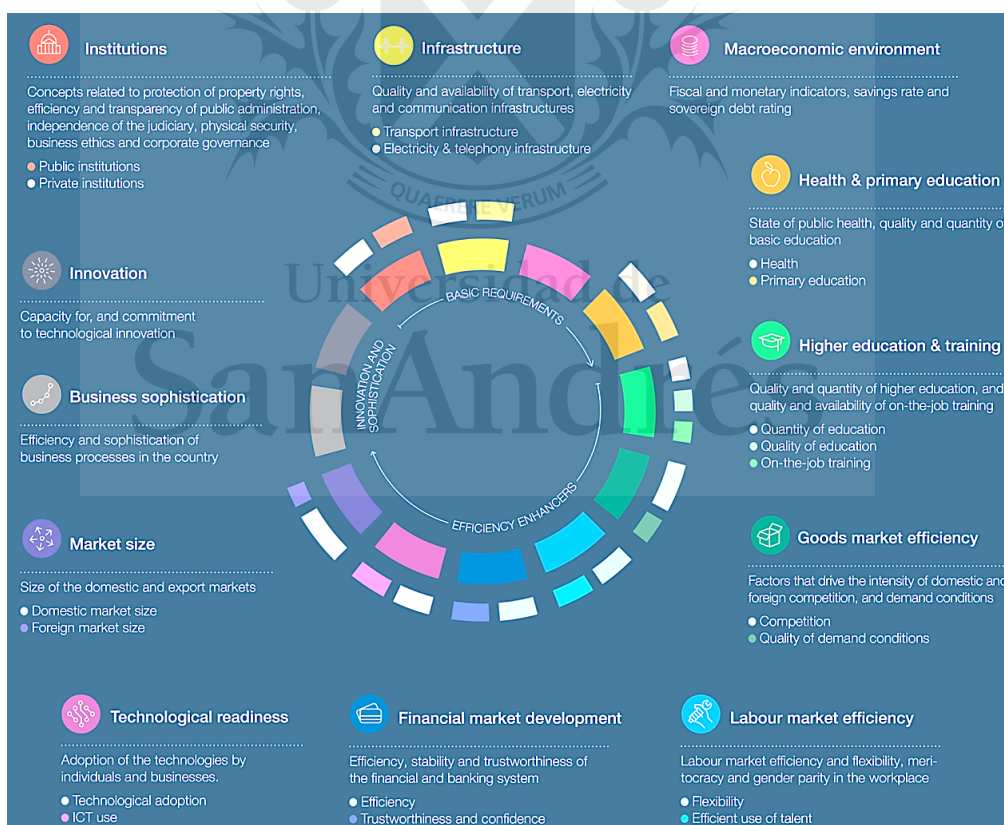 Institutions
Concepts related to protection of property rights,
efficiency and transparency of public administration,
independence of the judiciary, physical security,
business ethics and corporate governance
Public institutions
Private institutions
Infrastructure
Quality and availability of transport, electricity
and communication infrastructures
Transport infrastructure
Electricity & telephony infrastructure
Macroeconomic environment
Fiscal and monetary indicators, savings rate and
sovereign debt rating
Health & primary education
State of public health, quality and quantity of
basic education
Health
Primary education
QUAERERE VERUM
Universidad de
SanAndrés
Innovation
Capacity for, and commitment
to technological innovation
Business sophistication
Efficiency and sophistication of
business processes in the country
BASIC REQUIREMENTS
INNOVATION AND
SOPHISTICATION
EFFICIENCY ENHANCERS
Higher education & training
Quality and quantity of higher education, and
quality and availability of on-the-job training
Quantity of education
Quality of education
On-the-job training
Market size
Size of the domestic and export markets
Domestic market size
Foreign market size
Goods market efficiency
Factors that drive the intensity of domestic and
foreign competition, and demand conditions
Competition
Quality of demand conditions
Technological readiness
Adoption of the technologies by
individuals and businesses.
Technological adoption
ICT use
Financial market development
Efficiency, stability and trustworthiness of
the financial and banking system
Efficiency
Trustworthiness and confidence
Labour market efficiency
Labour market efficiency and flexibility, meri-
tocracy and gender parity in the workplace
Flexibility
Efficient use of talent